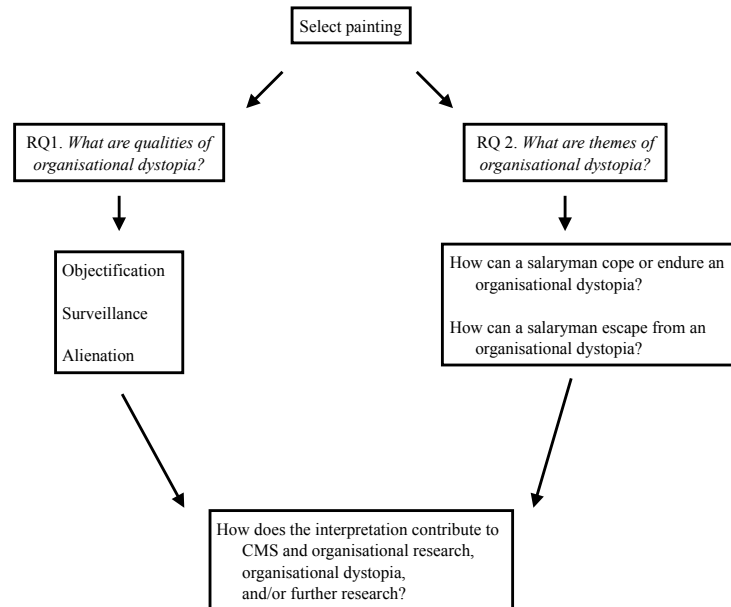 Select painting
RQ1. What are qualities of
organisational dystopia?
RQ 2. What are themes of
organisational dystopia?
Objectification
Surveillance
Alienation
How can a salaryman cope or endure an
organisational dystopia?
How can a salaryman escape from an
organisational dystopia?
How does the interpretation contribute to
CMS and organisational research,
organisational dystopia,
and/or further research?